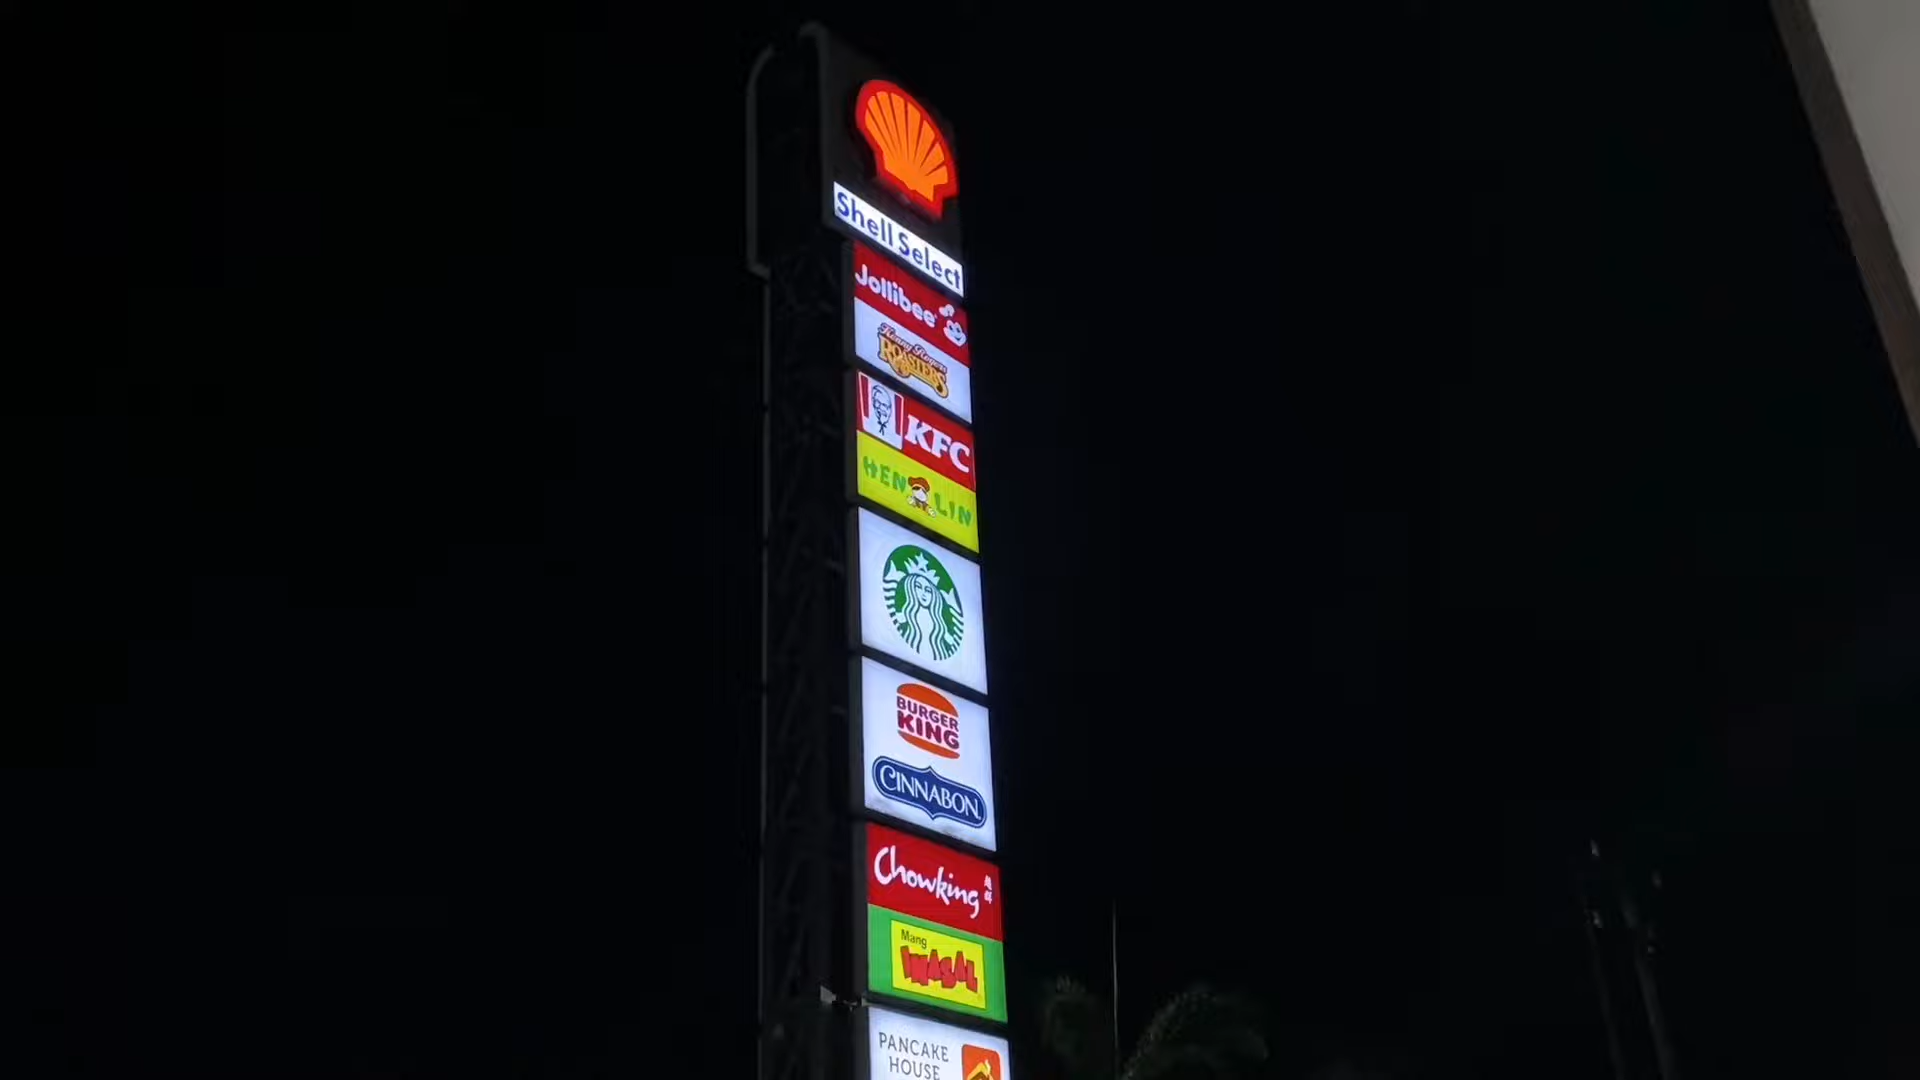 Shell Select
Jollibee
Kenny Rogers
ROASTERS
KFC
HEN LIN
BURGER
KING
CINNABON
Chowking
Mang
INASAL
PANCAKE
HOUSE